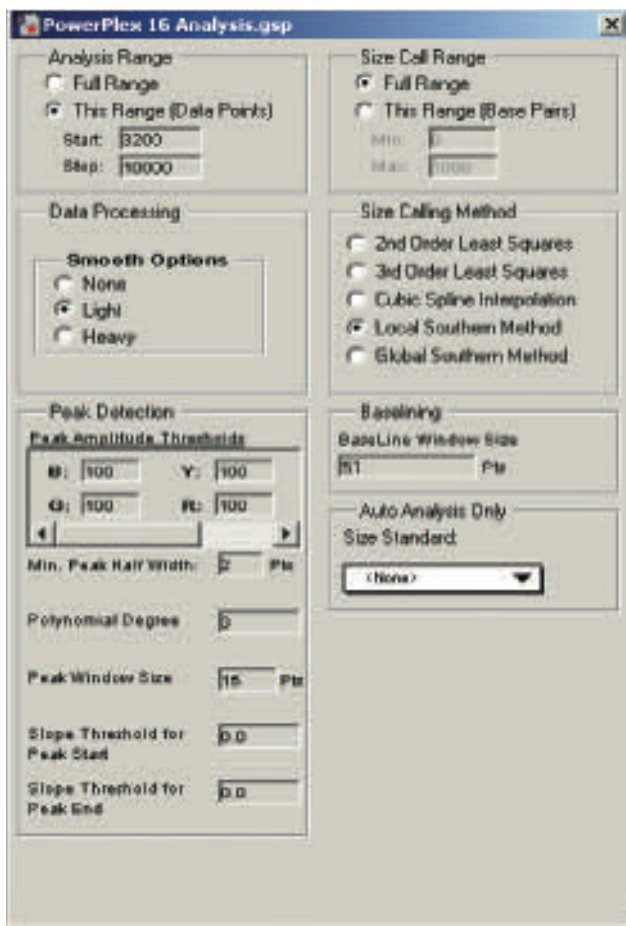 PowerPlex 16 Analysis.gsp
Analysis Range
Full Range
This Range (Data Points)
Start: 3200
Stop: 10000
Size Call Range
Full Range
This Range (Base Pairs)
Min: 0
Max: 1000
Data Processing
Smooth Options
None
Light
Heavy
Size Calling Method
2nd Order Least Squares
3rd Order Least Squares
Cubic Spline Interpolation
Local Southern Method
Global Southern Method
Peak Detection
Peak Amplitude Thresholds
B: 100 Y: 100
G: 100 R: 100
Min. Peak Half Width: 2 Pts
Polynomial Degree
Peak Window Size 15 Pts
Slope Threshold for
Peak Start
0.0
Slope Threshold for
Peak End
0.0
Baselining
BaseLine Window Size
51 Pts
Auto Analysis Only
Size Standard:
<None>